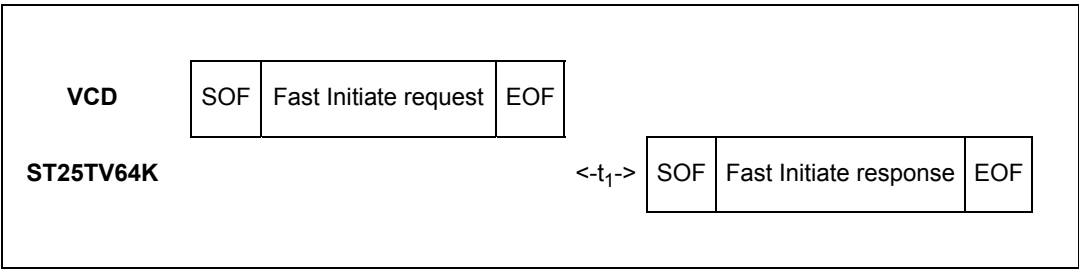 VCD SOF Fast Initiate request EOF
ST25TV64K <-t₁-> SOF Fast Initiate response EOF